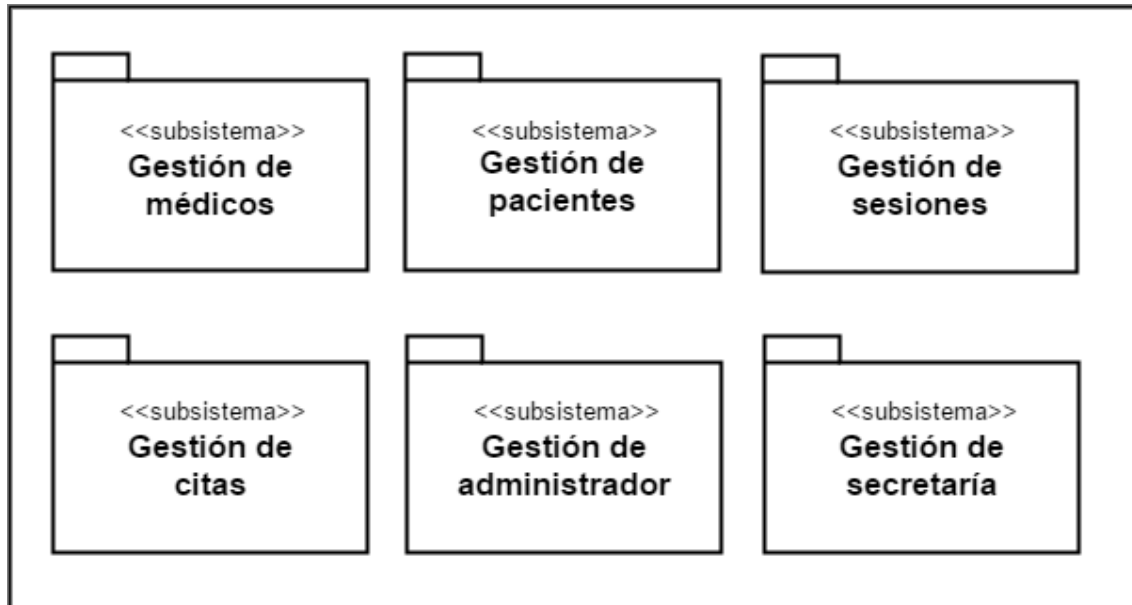 <<subsistema>>
Gestión de
médicos
<<subsistema>>
Gestión de
pacientes
<<subsistema>>
Gestión de
sesiones
<<subsistema>>
Gestión de
citas
<<subsistema>>
Gestión de
administrador
<<subsistema>>
Gestión de
secretaría